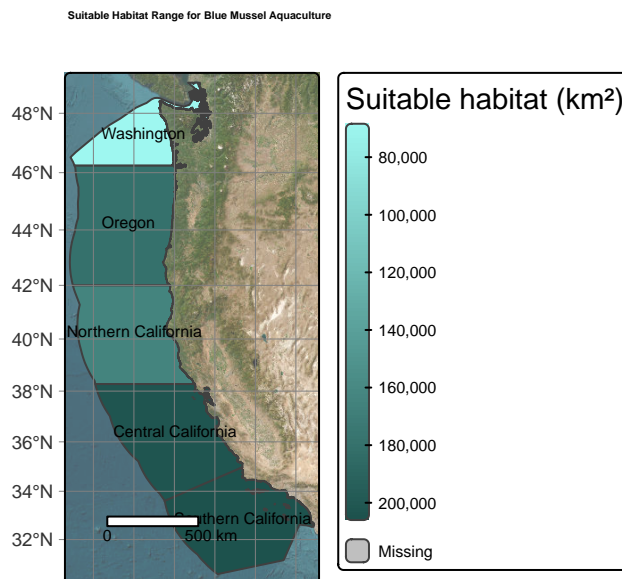 Suitable Habitat Range for Blue Mussel Aquaculture
Suitable habitat (km²)
48°N
46°N
44°N
42°N
40°N
38°N
36°N
34°N
32°N
Washington
Oregon
Northern California
Central California
Southern California
0
500 km
80,000
100,000
120,000
140,000
160,000
180,000
200,000
Missing